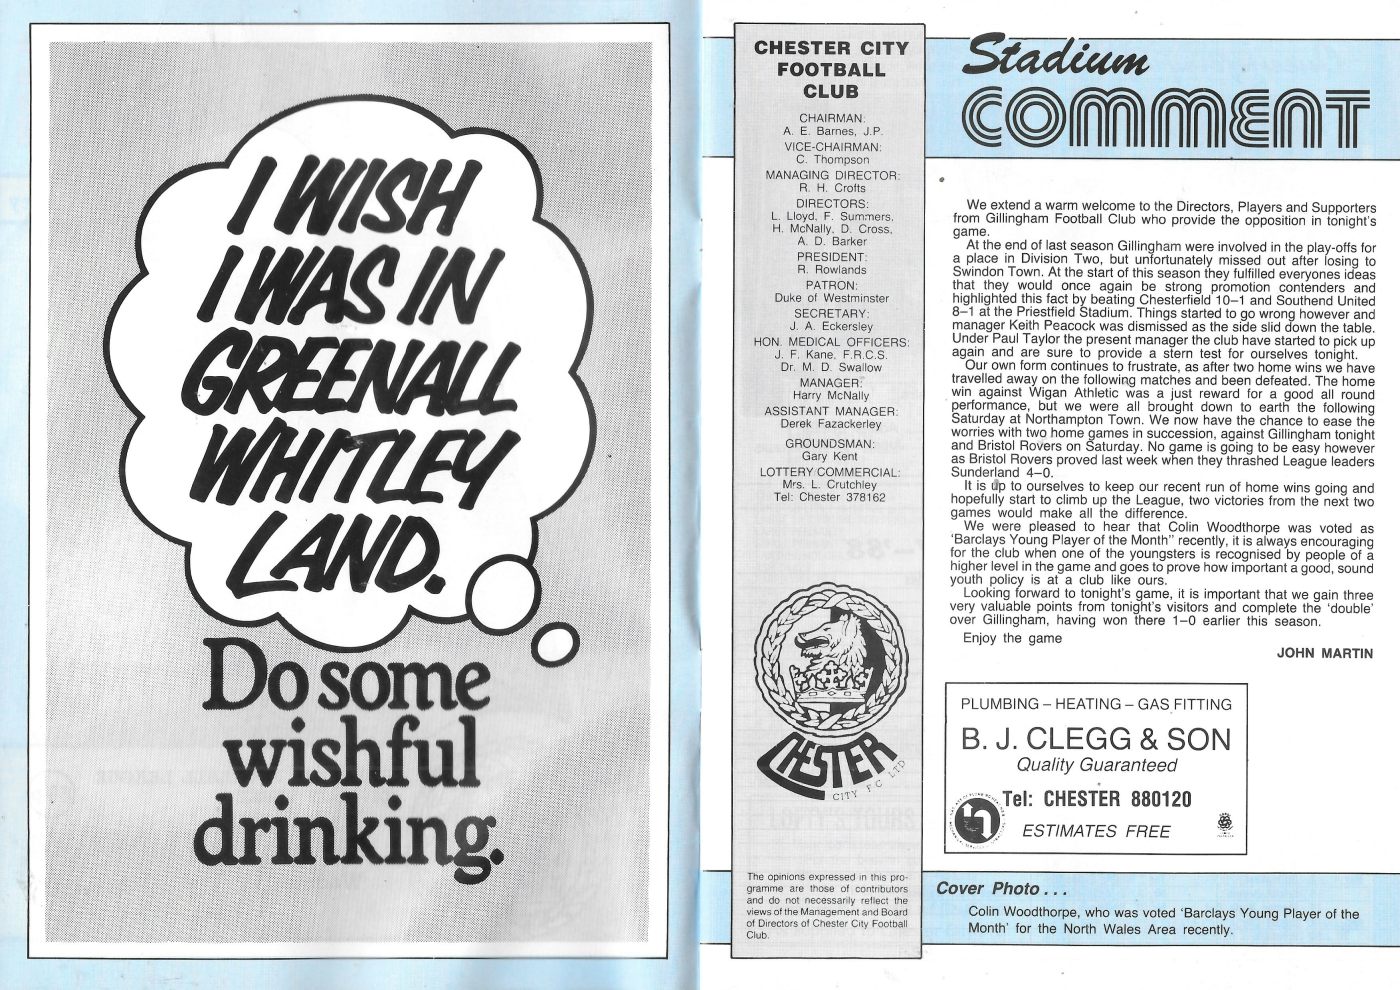 I WISH
I WAS IN
GREENALL
WHITLEY
LAND.
Do some
wishful
drinking.
CHESTER CITY
FOOTBALL
CLUB
CHAIRMAN:
A. E. Barnes, J.P.
VICE-CHAIRMAN:
C. Thompson
MANAGING DIRECTOR:
R. H. Crofts
DIRECTORS:
L. Lloyd, F. Summers,
H. McNally, D. Cross,
A. D. Barker
PRESIDENT:
R. Rowlands
PATRON:
Duke of Westminster
SECRETARY:
J. A. Eckersley
HON. MEDICAL OFFICERS:
J. F. Kane, F.R.C.S.
Dr. M. D. Swallow
MANAGER:
Harry McNally
ASSISTANT MANAGER:
Derek Fazackerley
GROUNDSMAN:
Gary Kent
LOTTERY COMMERCIAL:
Mrs. L. Crutchley
Tel: Chester 378162
CHESTER
CITY FC LTD
The opinions expressed in this pro-
gramme are those of contributors
and do not necessarily reflect the
views of the Management and Board
of Directors of Chester City Football
Club.
Stadium
COMMENT
We extend a warm welcome to the Directors, Players and Supporters
from Gillingham Football Club who provide the opposition in tonight's
game.
At the end of last season Gillingham were involved in the play-offs for
a place in Division Two, but unfortunately missed out after losing to
Swindon Town. At the start of this season they fulfilled everyones ideas
that they would once again be strong promotion contenders and
highlighted this fact by beating Chesterfield 10–1 and Southend United
8–1 at the Priestfield Stadium. Things started to go wrong however and
manager Keith Peacock was dismissed as the side slid down the table.
Under Paul Taylor the present manager the club have started to pick up
again and are sure to provide a stern test for ourselves tonight.
Our own form continues to frustrate, as after two home wins we have
travelled away on the following matches and been defeated. The home
win against Wigan Athletic was a just reward for a good all round
performance, but we were all brought down to earth the following
Saturday at Northampton Town. We now have the chance to ease the
worries with two home games in succession, against Gillingham tonight
and Bristol Rovers on Saturday. No game is going to be easy however
as Bristol Rovers proved last week when they thrashed League leaders
Sunderland 4–0.
It is up to ourselves to keep our recent run of home wins going and
hopefully start to climb up the League, two victories from the next two
games would make all the difference.
We were pleased to hear that Colin Woodthorpe was voted as
'Barclays Young Player of the Month" recently, it is always encouraging
for the club when one of the youngsters is recognised by people of a
higher level in the game and goes to prove how important a good, sound
youth policy is at a club like ours.
Looking forward to tonight's game, it is important that we gain three
very valuable points from tonight's visitors and complete the 'double'
over Gillingham, having won there 1–0 earlier this season.
Enjoy the game
JOHN MARTIN
PLUMBING – HEATING – GAS FITTING
B. J. CLEGG & SON
Quality Guaranteed
Tel: CHESTER 880120
ESTIMATES FREE
Cover Photo . . .
Colin Woodthorpe, who was voted 'Barclays Young Player of the
Month' for the North Wales Area recently.